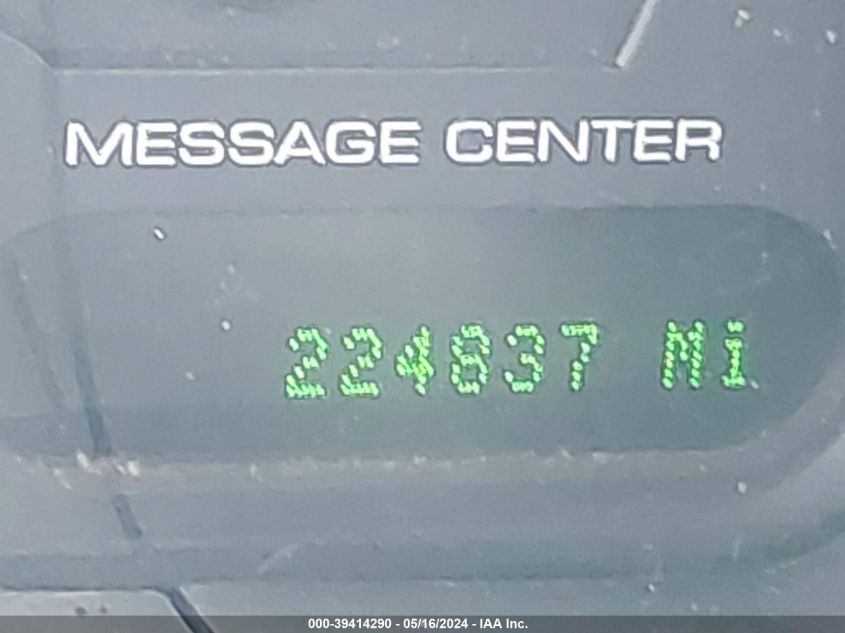 MESSAGE CENTER
224837 Mi
000-39414290 - 05/16/2024 - IAA Inc.